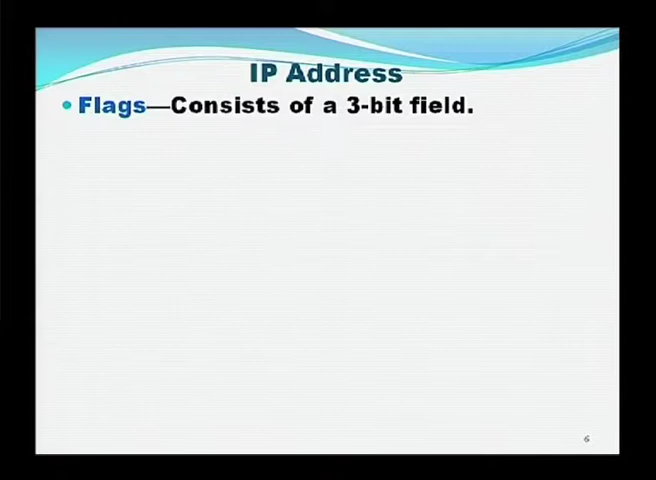 IP Address
• Flags—Consists of a 3-bit field.
6